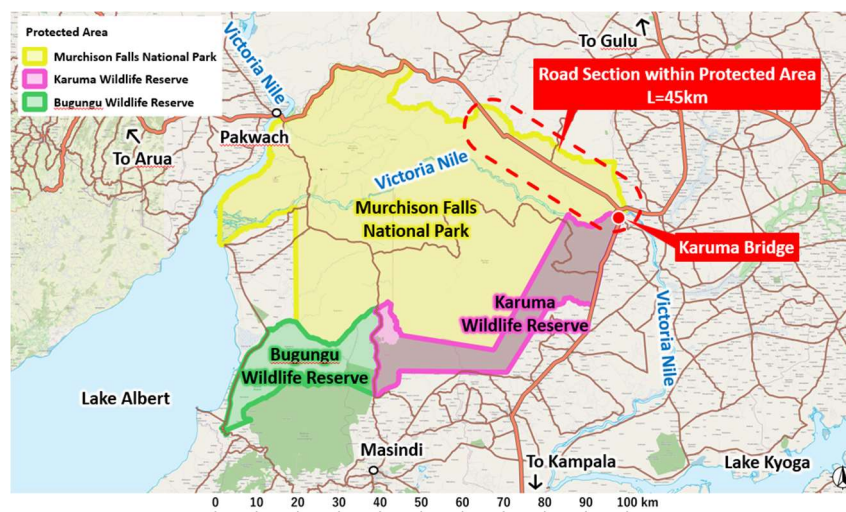 Protected Area
Murchison Falls National Park
Karuma Wildlife Reserve
Bugungu Wildlife Reserve
Victoria Nile
To Gulu
Road Section within Protected Area
L=45km
Pakwach
To Arua
Victoria Nile
Murchison Falls
National Park
Karuma Bridge
Karuma
Wildlife Reserve
Victoria Nile
Bugungu
Wildlife Reserve
Lake Albert
Masindi
To Kampala
Lake Kyoga
0 10 20 30 40 50 60 70 80 90 100 km